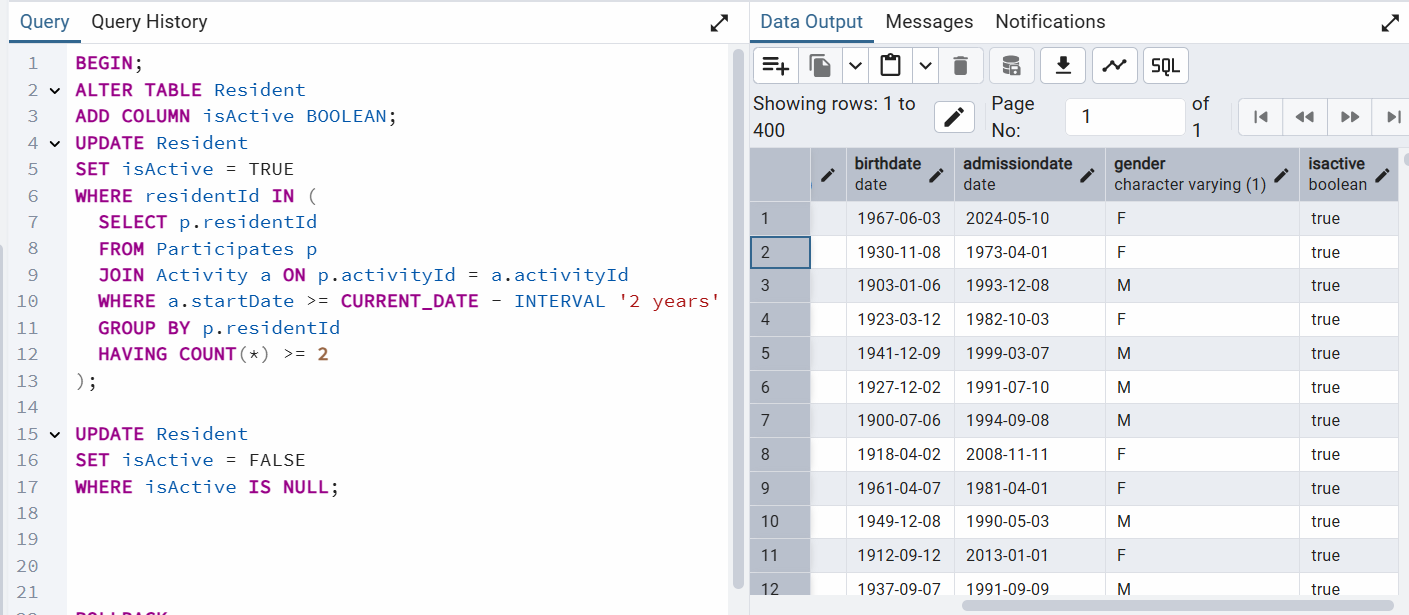 Query Query History
1 BEGIN;
2 ALTER TABLE Resident
3 ADD COLUMN isActive BOOLEAN;
4 UPDATE Resident
5 SET isActive = TRUE
6 WHERE residentId IN (
7 SELECT p.residentId
8 FROM Participates p
9 JOIN Activity a ON p.activityId = a.activityId
10 WHERE a.startDate >= CURRENT_DATE - INTERVAL '2 years'
11 GROUP BY p.residentId
12 HAVING COUNT(*) >= 2
13 );
14
15 UPDATE Resident
16 SET isActive = FALSE
17 WHERE isActive IS NULL;
18
19
20
21
Data Output Messages Notifications
SQL
Showing rows: 1 to 400 Page No: 1 of 1
birthdate admissiondate gender isactive
date date character varying (1) boolean
1 1967-06-03 2024-05-10 F true
2 1930-11-08 1973-04-01 F true
3 1903-01-06 1993-12-08 M true
4 1923-03-12 1982-10-03 F true
5 1941-12-09 1999-03-07 M true
6 1927-12-02 1991-07-10 M true
7 1900-07-06 1994-09-08 M true
8 1918-04-02 2008-11-11 F true
9 1961-04-07 1981-04-01 F true
10 1949-12-08 1990-05-03 M true
11 1912-09-12 2013-01-01 F true
12 1937-09-07 1991-09-09 M true